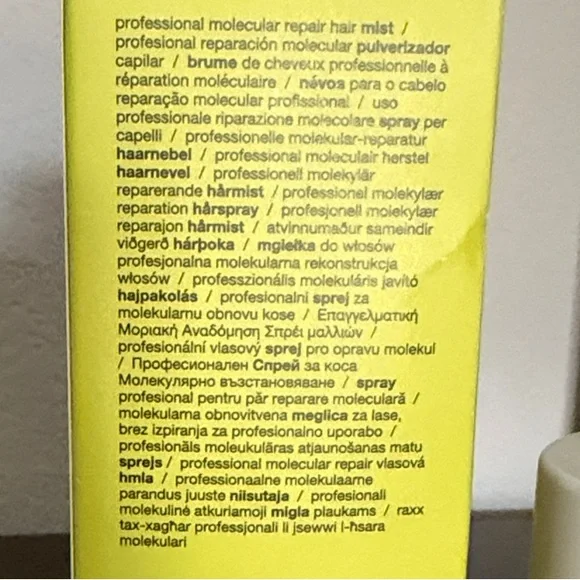 professional molecular repair hair mist /
profesional reparación molecular pulverizador
capilar / brume de cheveux professionnelle à
réparation moléculaire / névoa para o cabelo
reparação molecular profissional / uso
professionale riparazione molecolare spray per
capelli / professionelle molekular-reparatur
haarnebel / professional moleculair herstel
haarnevel / professionell molekylär
reparerande hårmist / professionel molekylær
reparation hårspray / profesjonell molekylær
reparajon hårmist / atvinnumaður sameindir
viðgerð hárþoka / mgiełka do włosów
profesjonalna molekularna rekonstrukcja
włosów / professzionális molekuláris javító
hajpakolás / profesionalni sprej za
molekularnu obnovu kose / Επαγγελματική
Μοριακή Αναδόμηση Σπρέι μαλλιών /
profesionální vlasový sprej pro opravu molekul
/ Професионален Спрей за коса
Молекулярно възстановяване / spray
profesional pentru păr reparare moleculară /
molekularna obnovitvena meglica za lase,
brez izpiranja za profesionalno uporabo /
profesionāls moleukulāras atjaunošanas matu
sprejs / professional molecular repair vlasová
hmla / professionaalne molekulaarne
parandus juuste niisutaja / profesionali
molekulinė atkuriamoji migla plaukams / raxx
tax-xagħar professjonali li jsewwi l-ħsara
molekulari